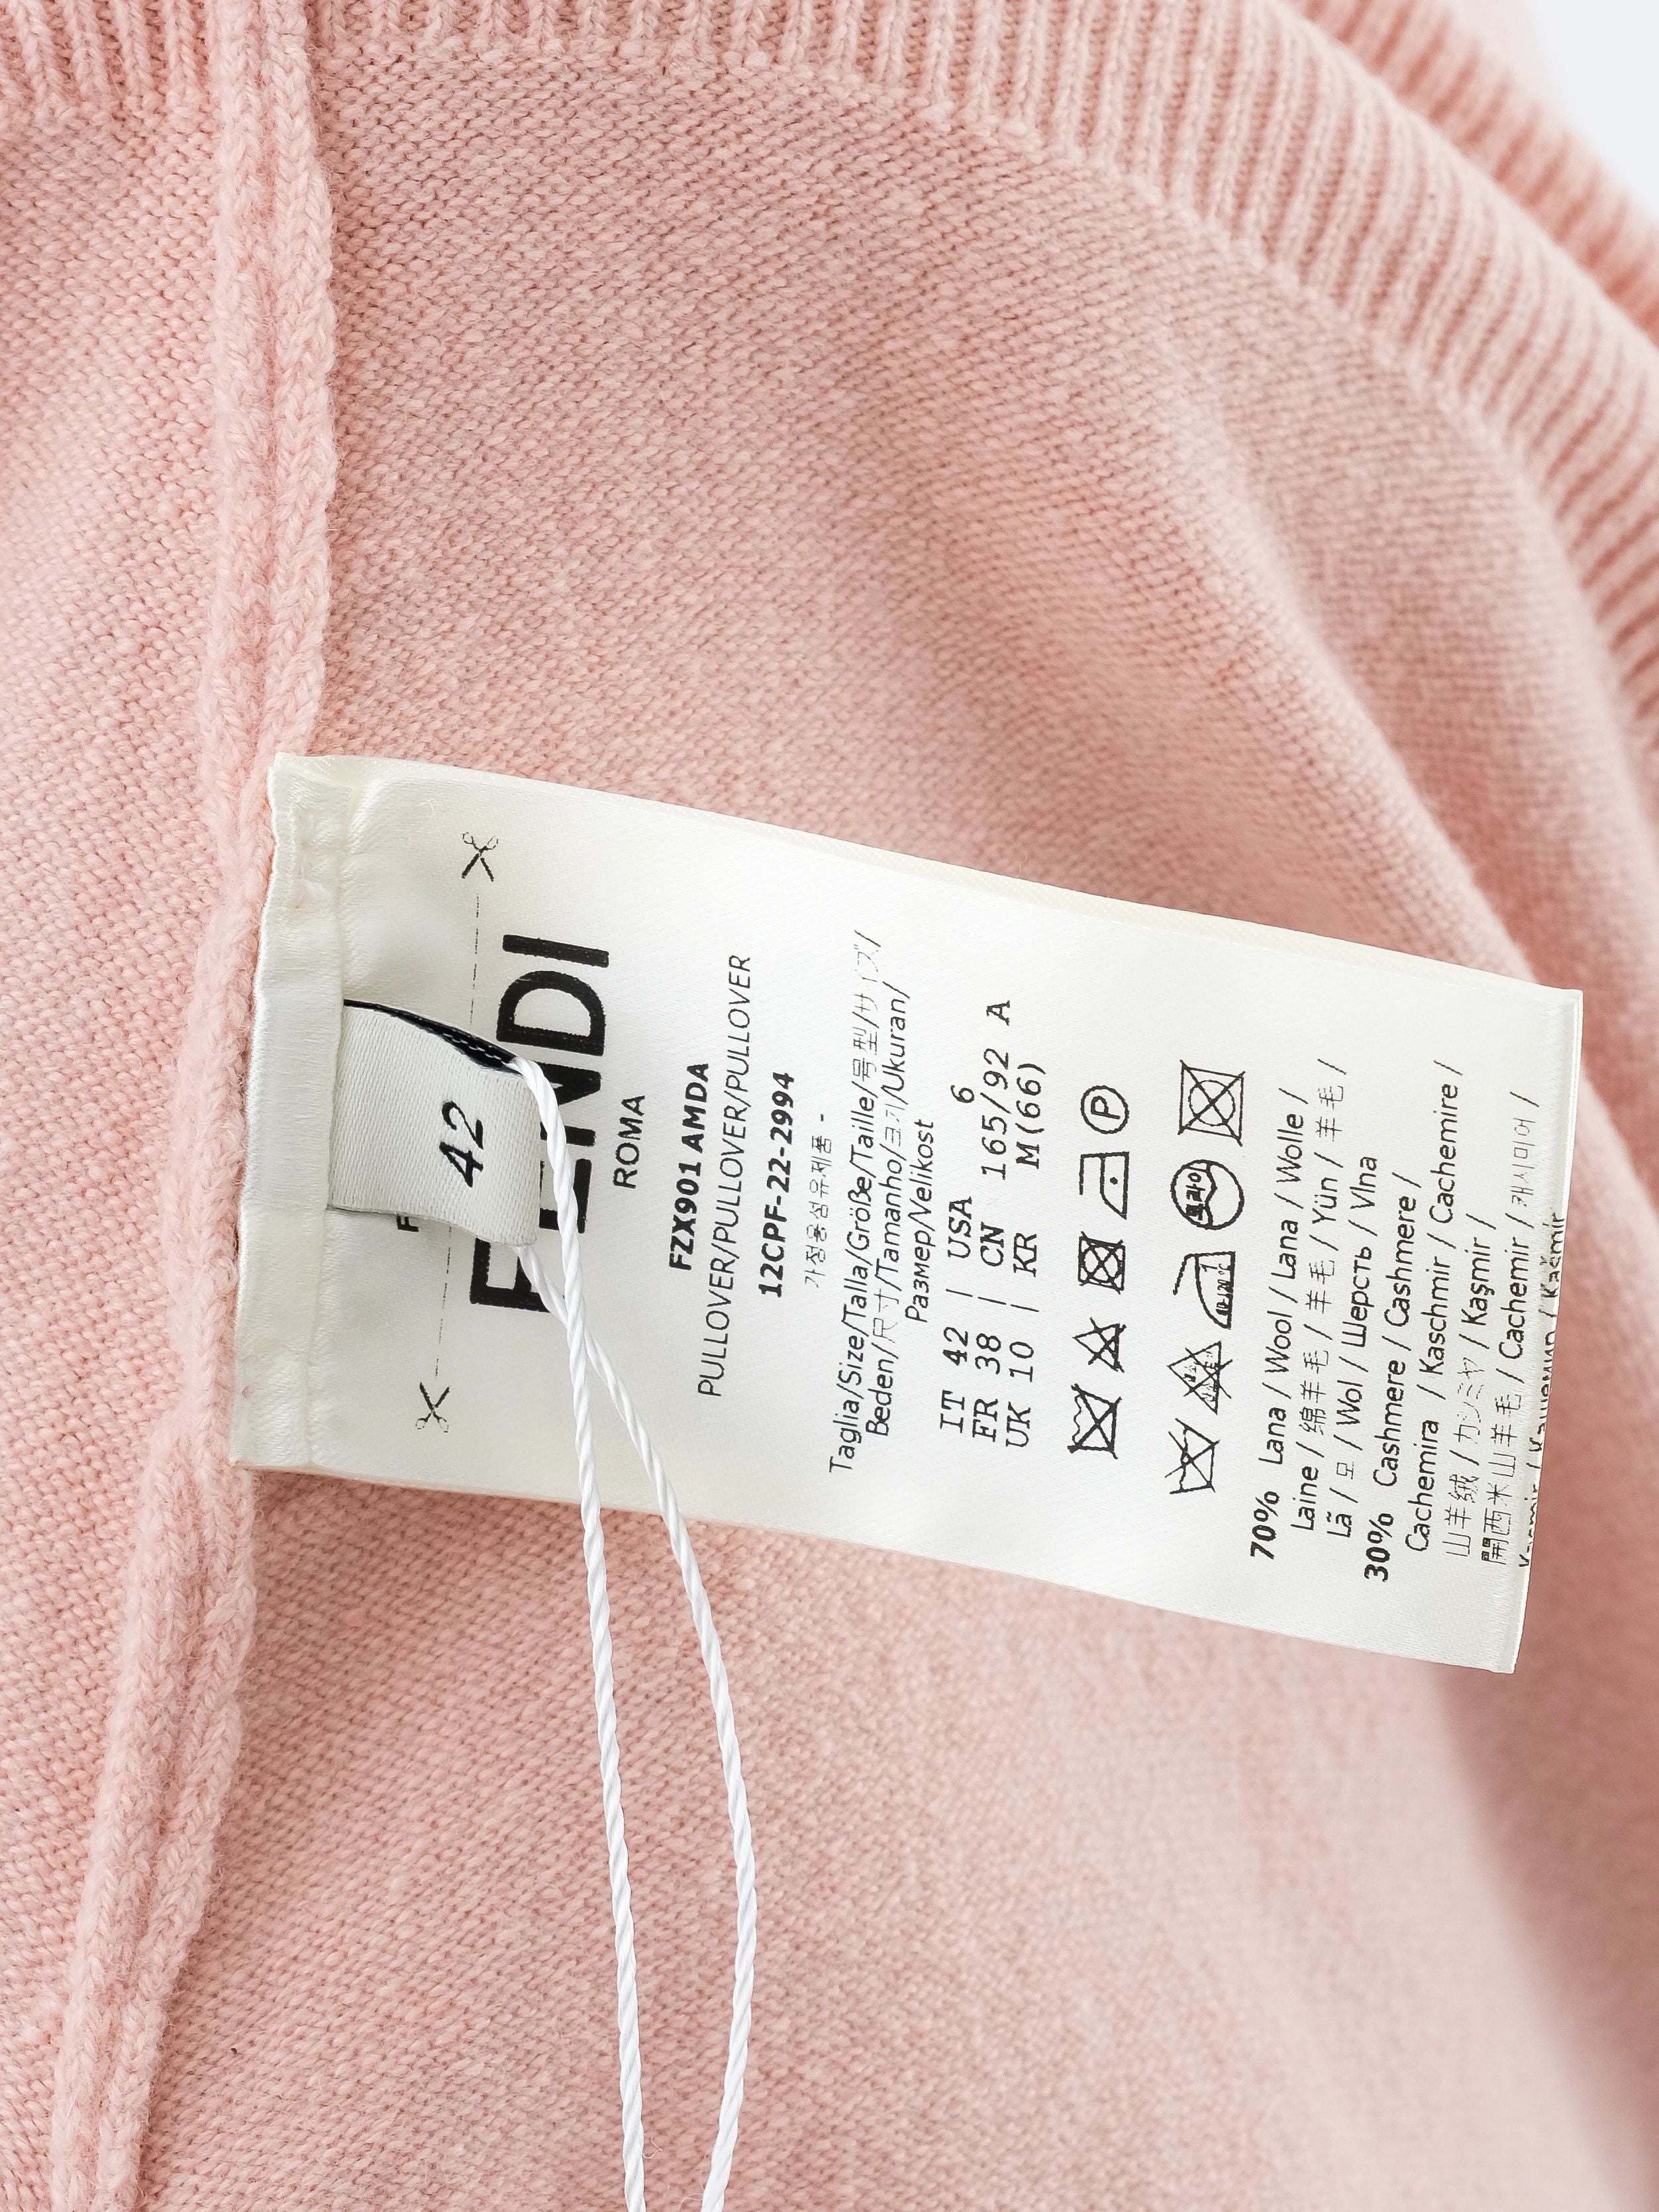 42
FENDI
ROMA
FZX901 AMDA
PULLOVER/PULLOVER/PULLOVER
12CPF-22-2994
가정용섬유제품 -
Taglia/Size/Talla/Größe/Taille/号型/サイズ/
Beden/尺寸/Tamanho/크기/Ukuran/
Размер/Velikost
IT 42 | USA 6
FR 38 | CN 165/92 A
UK 10 | KR M(66)
P
드라이
70% Lana / Wool / Lana / Wolle /
Laine / 绵羊毛 / 羊毛 / Yün / 羊毛 /
Lã / 모 / Wol / Шерсть / Vlna
30% Cashmere / Cashmere /
Cachemira / Kaschmir / Cachemire /
山羊绒 / カシミヤ / Kaşmir /
開西米山羊毛 / Cachemir / 캐시미어 /